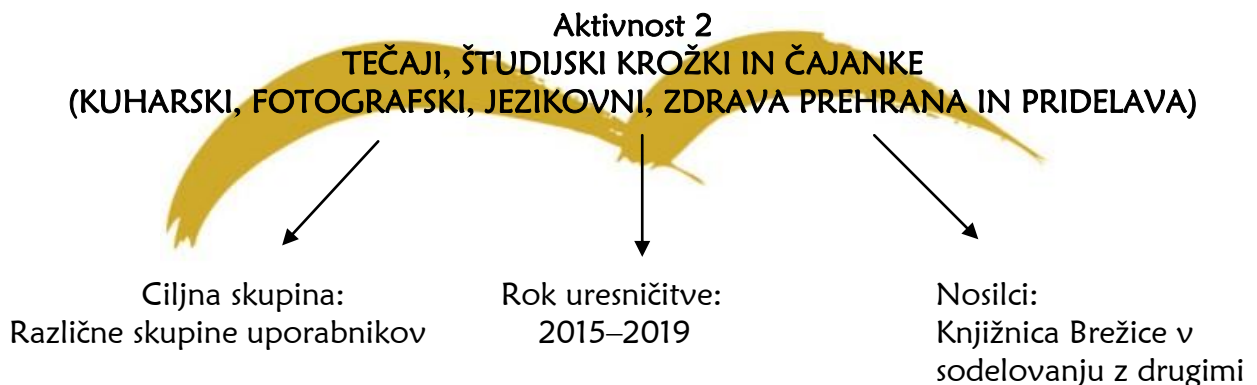 Aktivnost 2
TEČAJI, ŠTUDIJSKI KROŽKI IN ČAJANKE
(KUHARSKI, FOTOGRAFSKI, JEZIKOVNI, ZDRAVA PREHRANA IN PRIDELAVA)
Ciljna skupina:
Različne skupine uporabnikov
Rok uresničitve:
2015–2019
Nosilci:
Knjižnica Brežice v
sodelovanju z drugimi